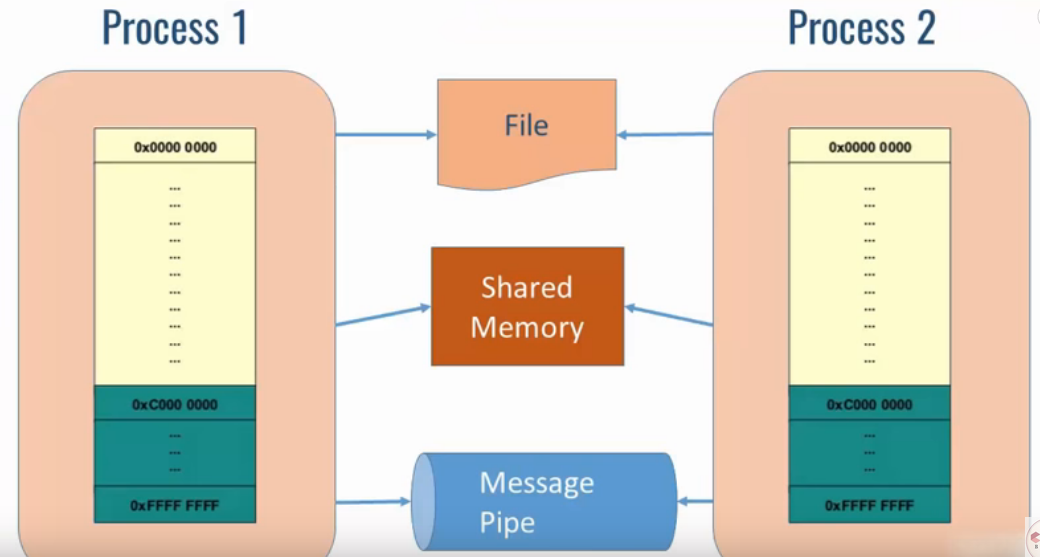 Process 1
Process 2
0x0000 0000
...
...
...
...
...
...
...
...
...
...
...
0xC000 0000
...
...
...
0xFFFF FFFF
File
Shared
Memory
Message
Pipe
0x0000 0000
...
...
...
...
...
...
...
...
...
...
...
0xC000 0000
...
...
...
0xFFFF FFFF